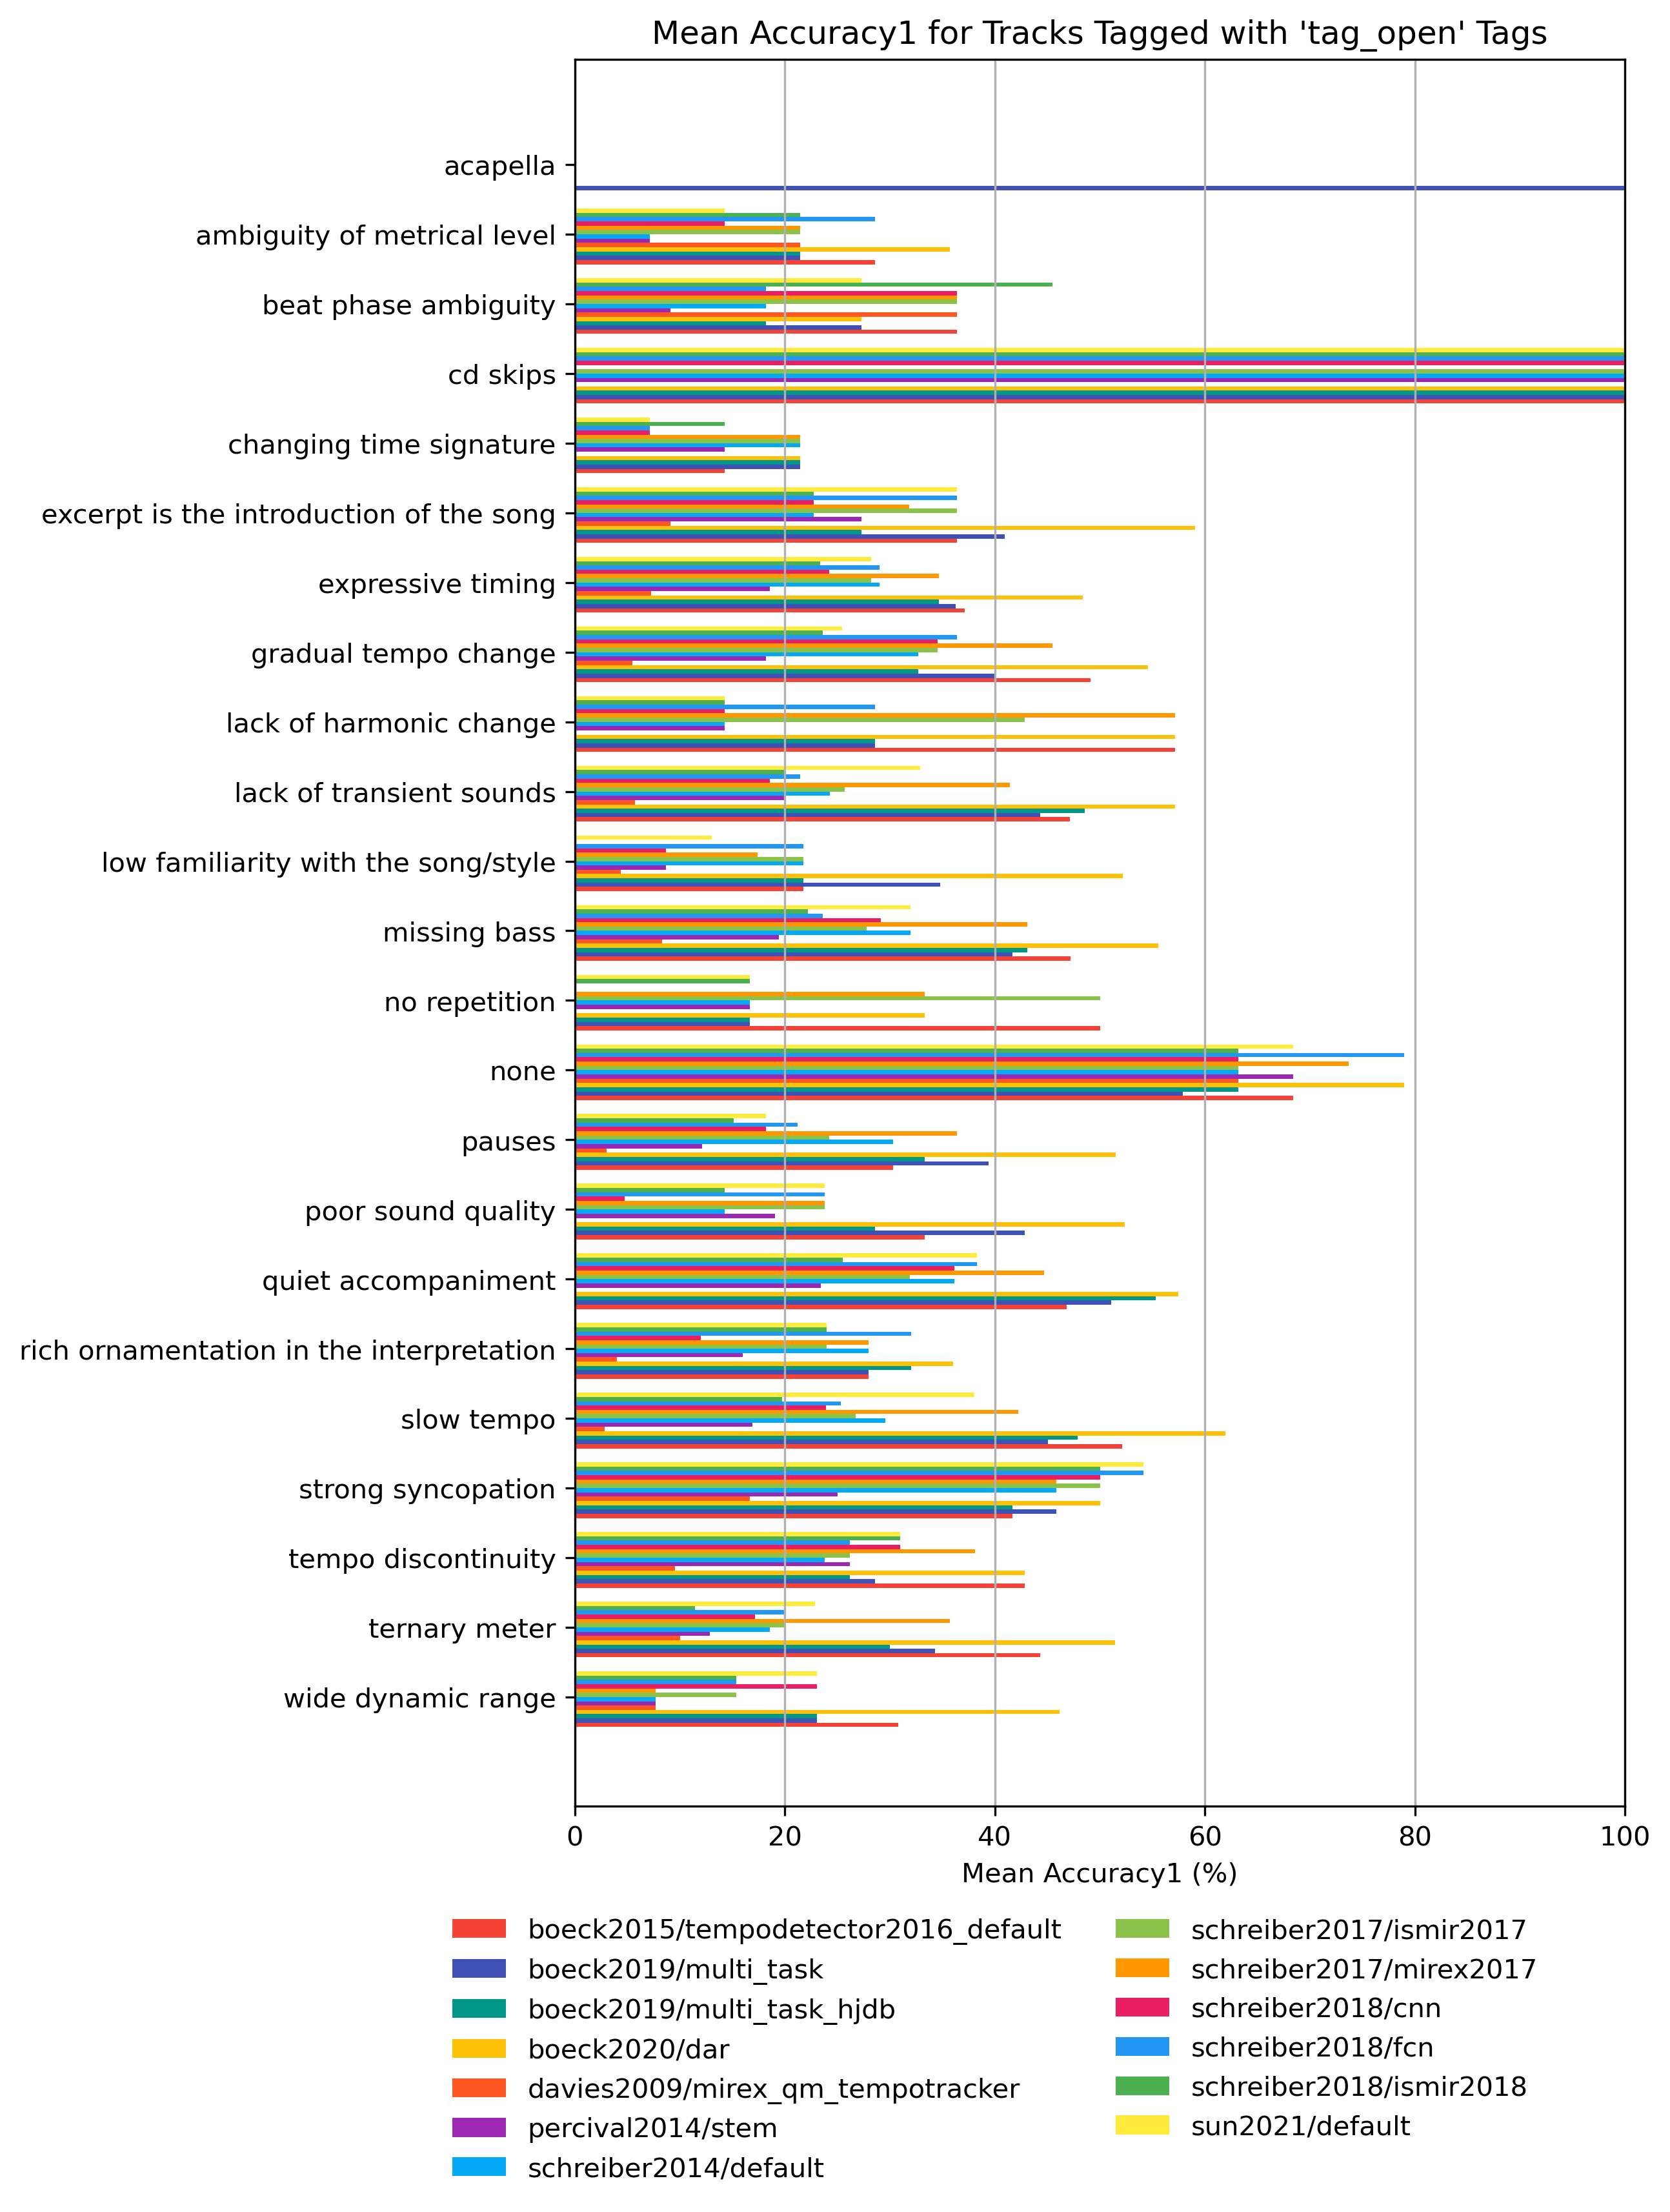 Mean Accuracy1 for Tracks Tagged with 'tag_open' Tags
acapella
ambiguity of metrical level
beat phase ambiguity
cd skips
changing time signature
excerpt is the introduction of the song
expressive timing
gradual tempo change
lack of harmonic change
lack of transient sounds
low familiarity with the song/style
missing bass
no repetition
none
pauses
poor sound quality
quiet accompaniment
rich ornamentation in the interpretation
slow tempo
strong syncopation
tempo discontinuity
ternary meter
wide dynamic range
0 20 40 60 80 100
Mean Accuracy1 (%)
boeck2015/tempodetector2016_default
boeck2019/multi_task
boeck2019/multi_task_hjdb
boeck2020/dar
davies2009/mirex_qm_tempotracker
percival2014/stem
schreiber2014/default
schreiber2017/ismir2017
schreiber2017/mirex2017
schreiber2018/cnn
schreiber2018/fcn
schreiber2018/ismir2018
sun2021/default